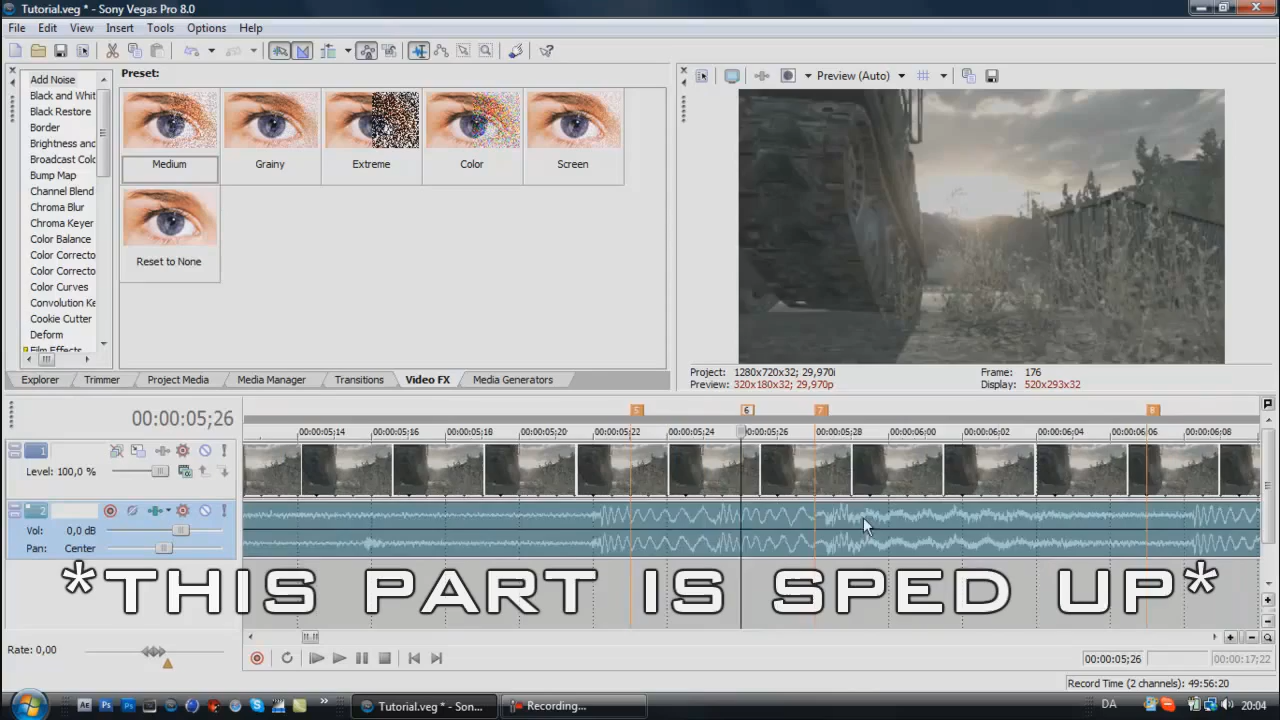 Tutorial.veg * - Sony Vegas Pro 8.0
File Edit View Insert Tools Options Help
Add Noise
Black and Whit
Black Restore
Border
Brightness and
Broadcast Colo
Bump Map
Channel Blend
Chroma Blur
Chroma Keyer
Color Balance
Color Correcto
Color Correcto
Color Curves
Convolution Ke
Cookie Cutter
Deform
Film Effects
Preset:
Medium Grainy Extreme Color Screen
Reset to None
Preview (Auto)
Project: 1280x720x32; 29,970i Frame: 176
Preview: 320x180x32; 29,970p Display: 520x293x32
Explorer Trimmer Project Media Media Manager Transitions Video FX Media Generators
00:00:05;26
5 6 7 8
00:00:05;14 00:00:05;16 00:00:05;18 00:00:05;20 00:00:05;22 00:00:05;24 00:00:05;26 00:00:05;28 00:00:06;00 00:00:06;02 00:00:06;04 00:00:06;06 00:00:06;08
1
Level: 100,0 %
2
Vol: 0,0 dB
Pan: Center
*THIS PART IS SPED UP*
Rate: 0,00
00:00:05;26 00:00:17;22
Record Time (2 channels): 49:56:20
Tutorial.veg * - Son... Recording... DA 20:04